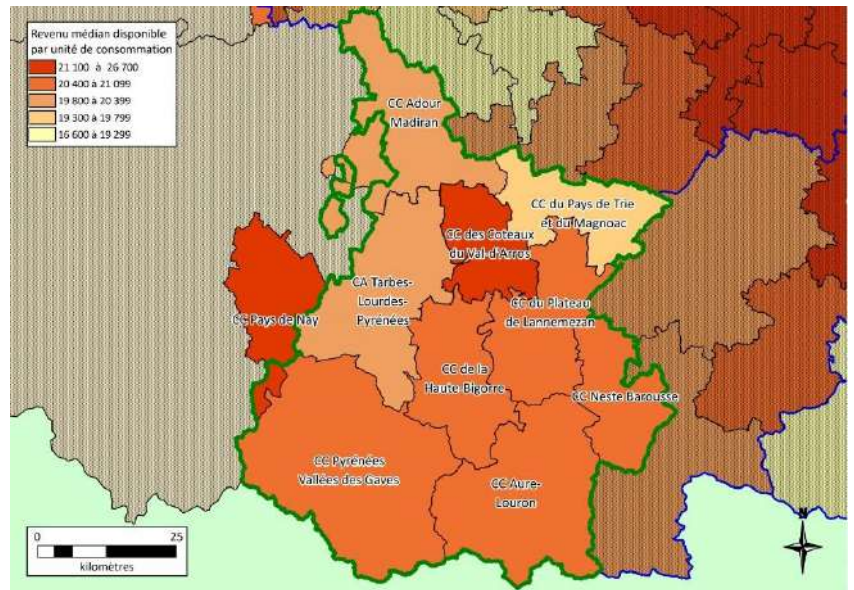 Revenu médian disponible
par unité de consommation
21 100 à 26 700
20 400 à 21 099
19 800 à 20 399
19 300 à 19 799
16 600 à 19 299
CC Adour
Madiran
CC du Pays de Trie
et du Magnoac
CC des Coteaux
du Val-d'Arros
CA Tarbes-
Lourdes-
Pyrénées
CC Pays de Nay
CC du Plateau
de Lannemezan
CC de la
Haute Bigorre
CC Neste Barousse
CC Pyrénées
Vallées des Gaves
CC Aure-
Louron
0 25
kilomètres
N